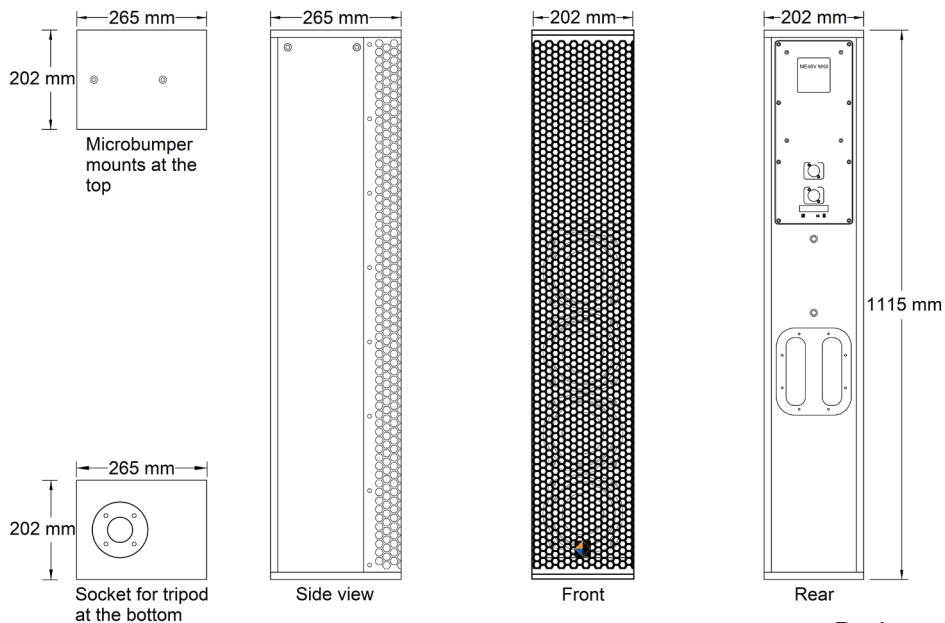 265 mm
265 mm
202 mm
202 mm
202 mm
ME46V MKII
Microbumper
mounts at the
top
1115 mm
265 mm
202 mm
Socket for tripod
at the bottom
Side view
Front
Rear